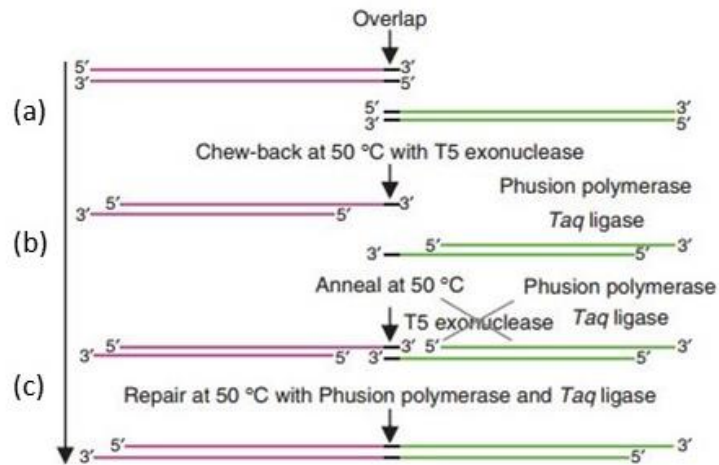 Overlap
5′ 3′
3′ 5′
(a)
5′ 3′
3′ 5′
Chew-back at 50 °C with T5 exonuclease
5′ 3′
3′ 5′
Phusion polymerase
Taq ligase
(b)
5′ 3′
3′ 5′
Anneal at 50 °C
Phusion polymerase
T5 exonuclease
Taq ligase
5′ 3′ 5′ 3′
3′ 5′ 3′ 5′
(c)
Repair at 50 °C with Phusion polymerase and Taq ligase
5′ 3′
3′ 5′